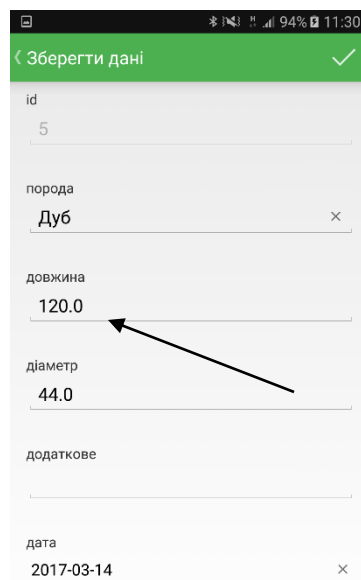 94% 11:30
Зберегти дані
id
5
порода
Дуб
довжина
120.0
діаметр
44.0
додаткове
дата
2017-03-14